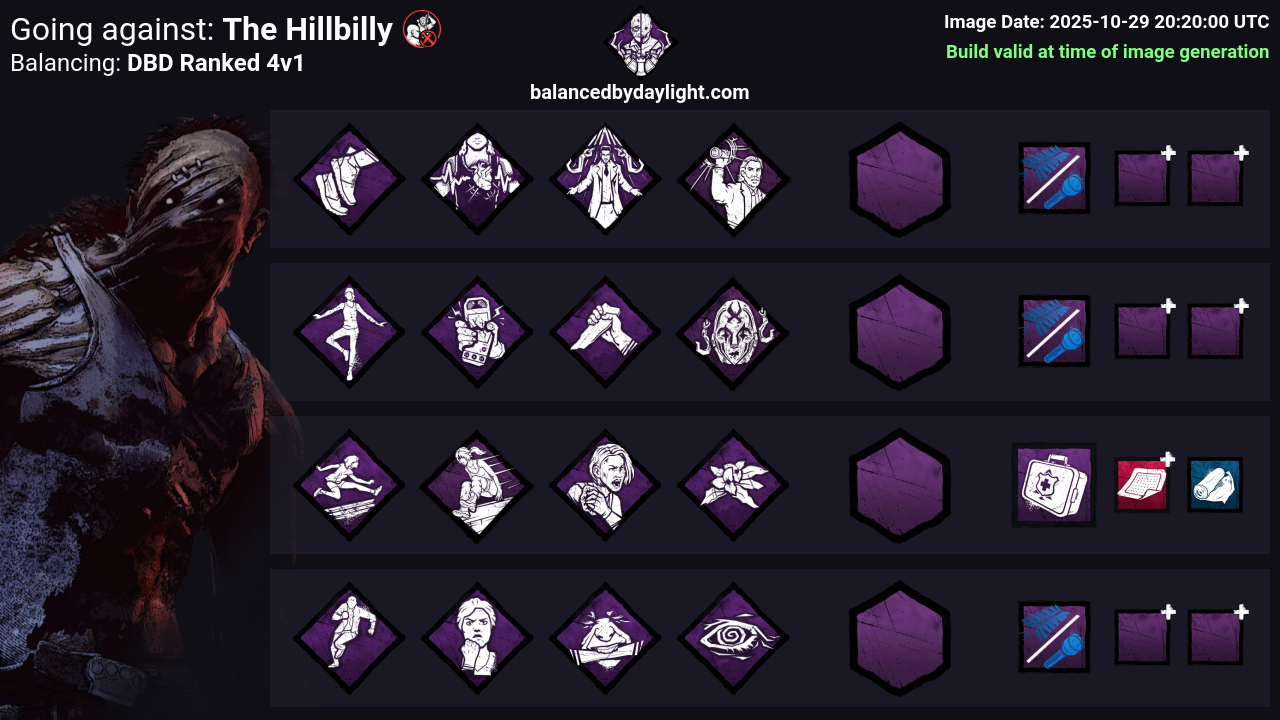 Going against: The Hillbilly
Balancing: DBD Ranked 4v1
balancedbydaylight.com
Image Date: 2025-10-29 20:20:00 UTC
Build valid at time of image generation